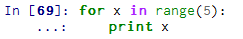 In [69]: for x in range(5):
   ...:     print x